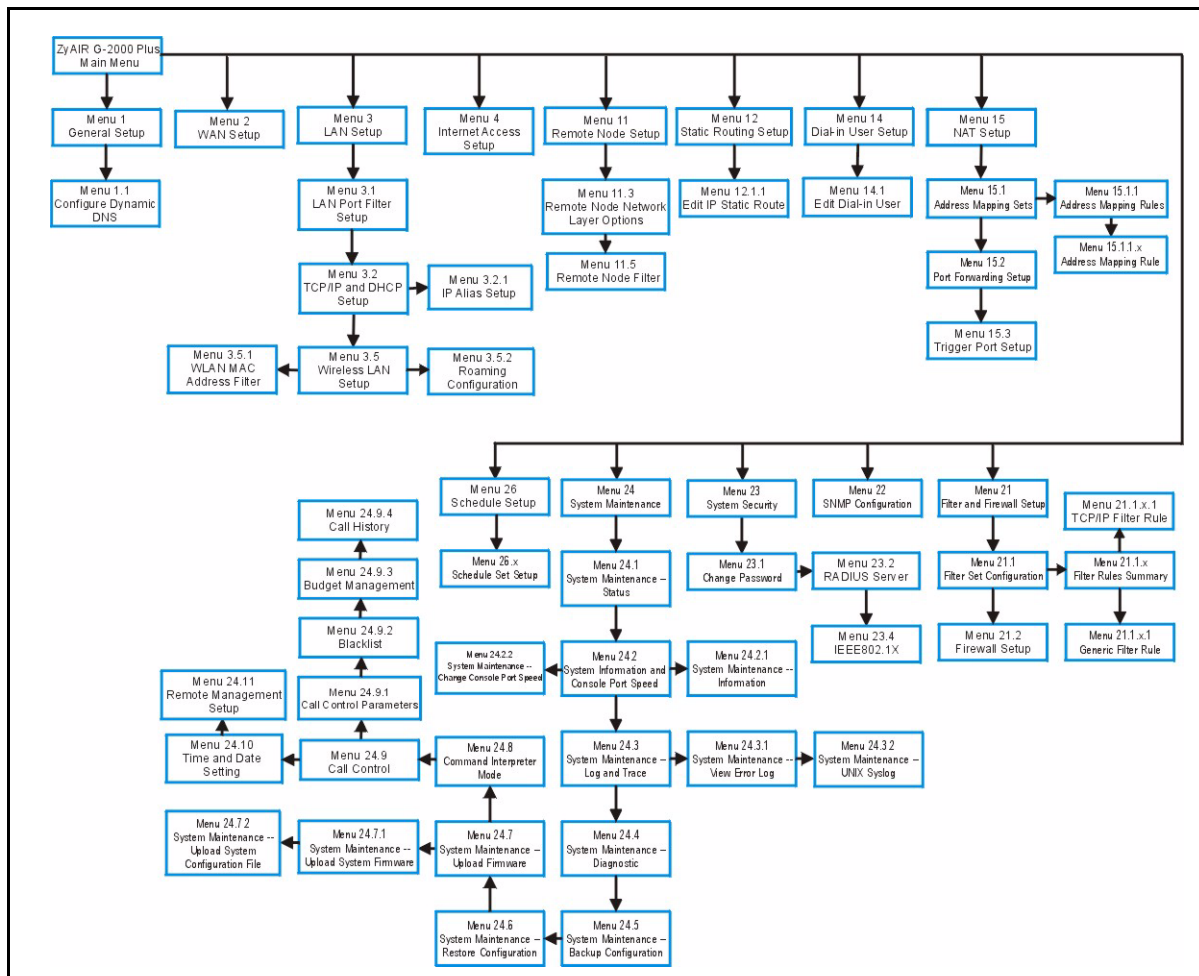 ZyAIR G-2000 Plus
Main Menu
Menu 1
General Setup
Menu 2
WAN Setup
Menu 3
LAN Setup
Menu 4
Internet Access
Setup
Menu 11
Remote Node Setup
Menu 12
Static Routing Setup
Menu 14
Dial-in User Setup
Menu 15
NAT Setup
Menu 1.1
Configure Dynamic
DNS
Menu 3.1
LAN Port Filter
Setup
Menu 11.3
Remote Node Network
Layer Options
Menu 12.1.1
Edit IP Static Route
Menu 14.1
Edit Dial-in User
Menu 15.1
Address Mapping Sets
Menu 15.1.1
Address Mapping Rules
Menu 3.2
TCP/IP and DHCP
Setup
Menu 3.2.1
IP Alias Setup
Menu 11.5
Remote Node Filter
Menu 15.2
Port Forwarding Setup
Menu 15.1.1.x
Address Mapping Rule
Menu 3.5.1
WLAN MAC
Address Filter
Menu 3.5
Wireless LAN
Setup
Menu 3.5.2
Roaming
Configuration
Menu 15.3
Trigger Port Setup
Menu 26
Schedule Setup
Menu 24
System Maintenance
Menu 23
System Security
Menu 22
SNMP Configuration
Menu 21
Filter and Firewall Setup
Menu 21.1.x.1
TCP/IP Filter Rule
Menu 24.9.4
Call History
Menu 26.x
Schedule Set Setup
Menu 24.1
System Maintenance --
Status
Menu 23.1
Change Password
Menu 23.2
RADIUS Server
Menu 21.1
Filter Set Configuration
Menu 21.1.x
Filter Rules Summary
Menu 24.9.3
Budget Management
Menu 24.9.2
Blacklist
Menu 23.4
IEEE802.1X
Menu 21.2
Firewall Setup
Menu 21.1.x.1
Generic Filter Rule
Menu 24.2.2
System Maintenance --
Change Console Port Speed
Menu 24.2
System Information and
Console Port Speed
Menu 24.2.1
System Maintenance --
Information
Menu 24.11
Remote Management
Setup
Menu 24.9.1
Call Control Parameters
Menu 24.10
Time and Date
Setting
Menu 24.9
Call Control
Menu 24.8
Command Interpreter
Mode
Menu 24.3
System Maintenance --
Log and Trace
Menu 24.3.1
System Maintenance --
View Error Log
Menu 24.3.2
System Maintenance --
UNIX Syslog
Menu 24.7.2
System Maintenance --
Upload System
Configuration File
Menu 24.7.1
System Maintenance --
Upload System Firmware
Menu 24.7
System Maintenance --
Upload Firmware
Menu 24.4
System Maintenance --
Diagnostic
Menu 24.6
System Maintenance --
Restore Configuration
Menu 24.5
System Maintenance --
Backup Configuration